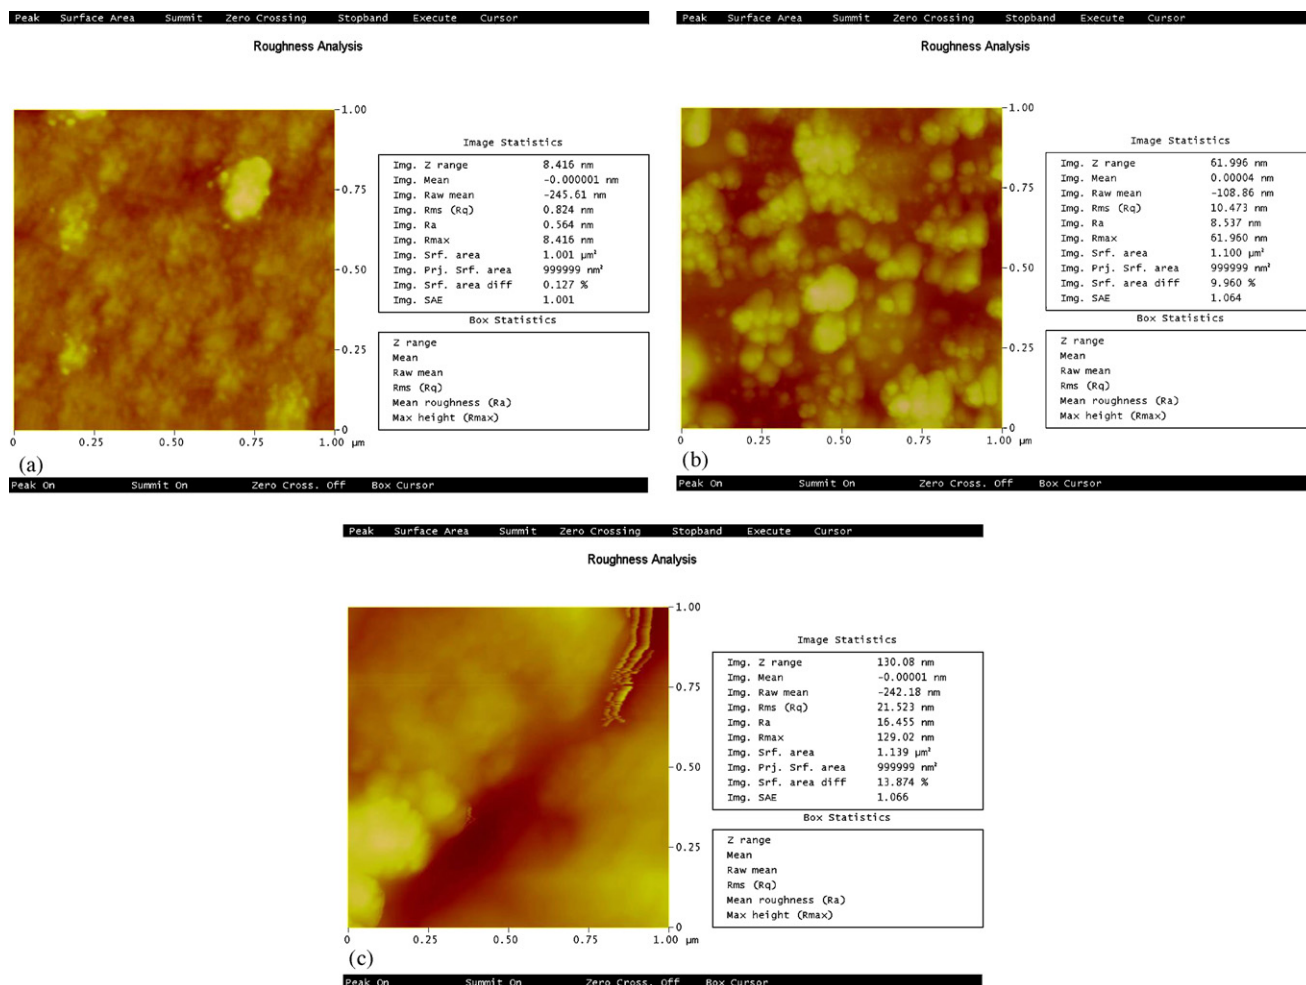 Peak Surface Area Summit Zero Crossing Stopband Execute Cursor
Roughness Analysis
1.00
0.75
0.50
0.25
0
0 0.25 0.50 0.75 1.00 µm
Image Statistics
Img. Z range 8.416 nm
Img. Mean -0.000001 nm
Img. Raw mean -245.61 nm
Img. Rms (Rq) 0.824 nm
Img. Ra 0.564 nm
Img. Rmax 8.416 nm
Img. Srf. area 1.001 µm²
Img. Prj. Srf. area 999999 nm²
Img. Srf. area diff 0.127 %
Img. SAE 1.001
Box Statistics
Z range
Mean
Raw mean
Rms (Rq)
Mean roughness (Ra)
Max height (Rmax)
(a)
Peak On Summit On Zero Cross. Off Box Cursor
Peak Surface Area Summit Zero Crossing Stopband Execute Cursor
Roughness Analysis
1.00
0.75
0.50
0.25
0
0 0.25 0.50 0.75 1.00 µm
Image Statistics
Img. Z range 61.996 nm
Img. Mean 0.00004 nm
Img. Raw mean -108.86 nm
Img. Rms (Rq) 10.473 nm
Img. Ra 8.537 nm
Img. Rmax 61.960 nm
Img. Srf. area 1.100 µm²
Img. Prj. Srf. area 999999 nm²
Img. Srf. area diff 9.960 %
Img. SAE 1.064
Box Statistics
Z range
Mean
Raw mean
Rms (Rq)
Mean roughness (Ra)
Max height (Rmax)
(b)
Peak On Summit On Zero Cross. Off Box Cursor
Peak Surface Area Summit Zero Crossing Stopband Execute Cursor
Roughness Analysis
1.00
0.75
0.50
0.25
0
0 0.25 0.50 0.75 1.00 µm
Image Statistics
Img. Z range 130.08 nm
Img. Mean -0.00001 nm
Img. Raw mean -242.18 nm
Img. Rms (Rq) 21.523 nm
Img. Ra 16.455 nm
Img. Rmax 129.02 nm
Img. Srf. area 1.139 µm²
Img. Prj. Srf. area 999999 nm²
Img. Srf. area diff 13.874 %
Img. SAE 1.066
Box Statistics
Z range
Mean
Raw mean
Rms (Rq)
Mean roughness (Ra)
Max height (Rmax)
(c)
Peak On Summit On Zero Cross. Off Box Cursor